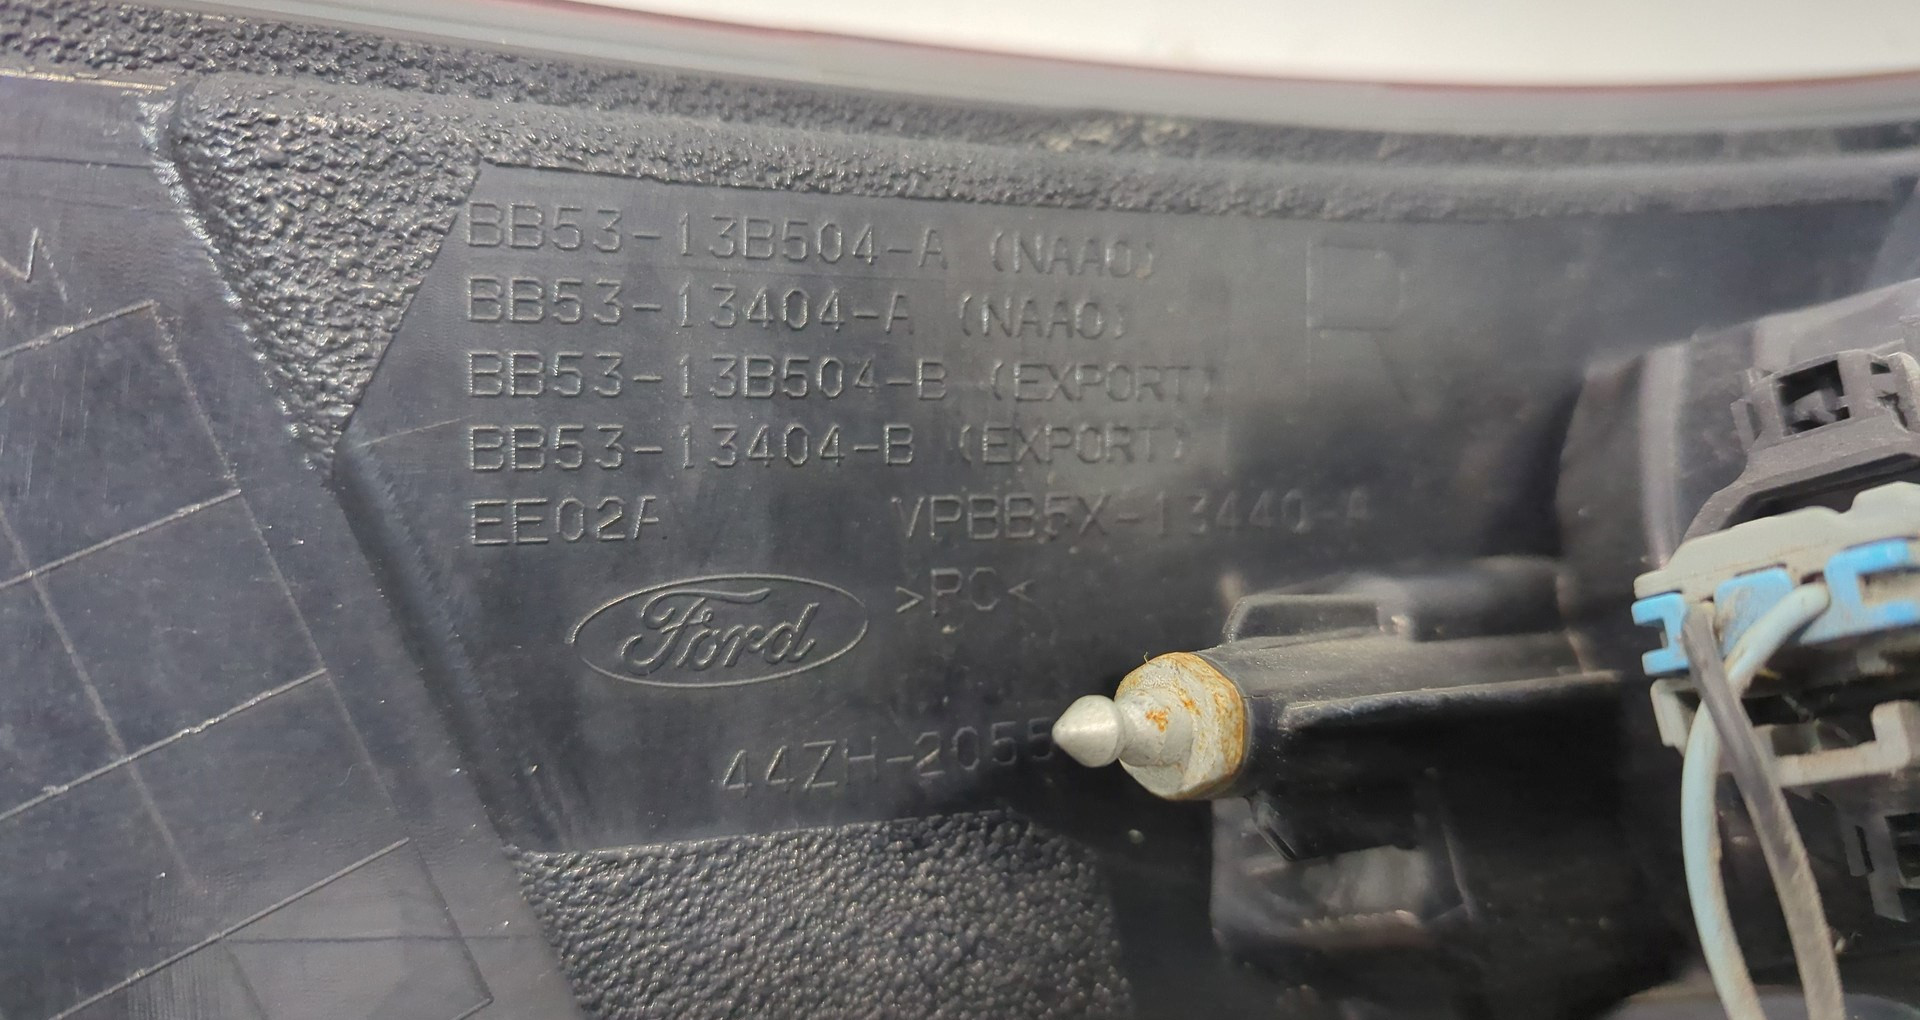 BB53-13B504-A (NAAO)
BB53-13404-A (NAAO)
BB53-13B504-B (EXPORT)
BB53-13404-B (EXPORT)
EE02A VPBB5X-13440-A
R
>PC<
Ford
44ZH-2055